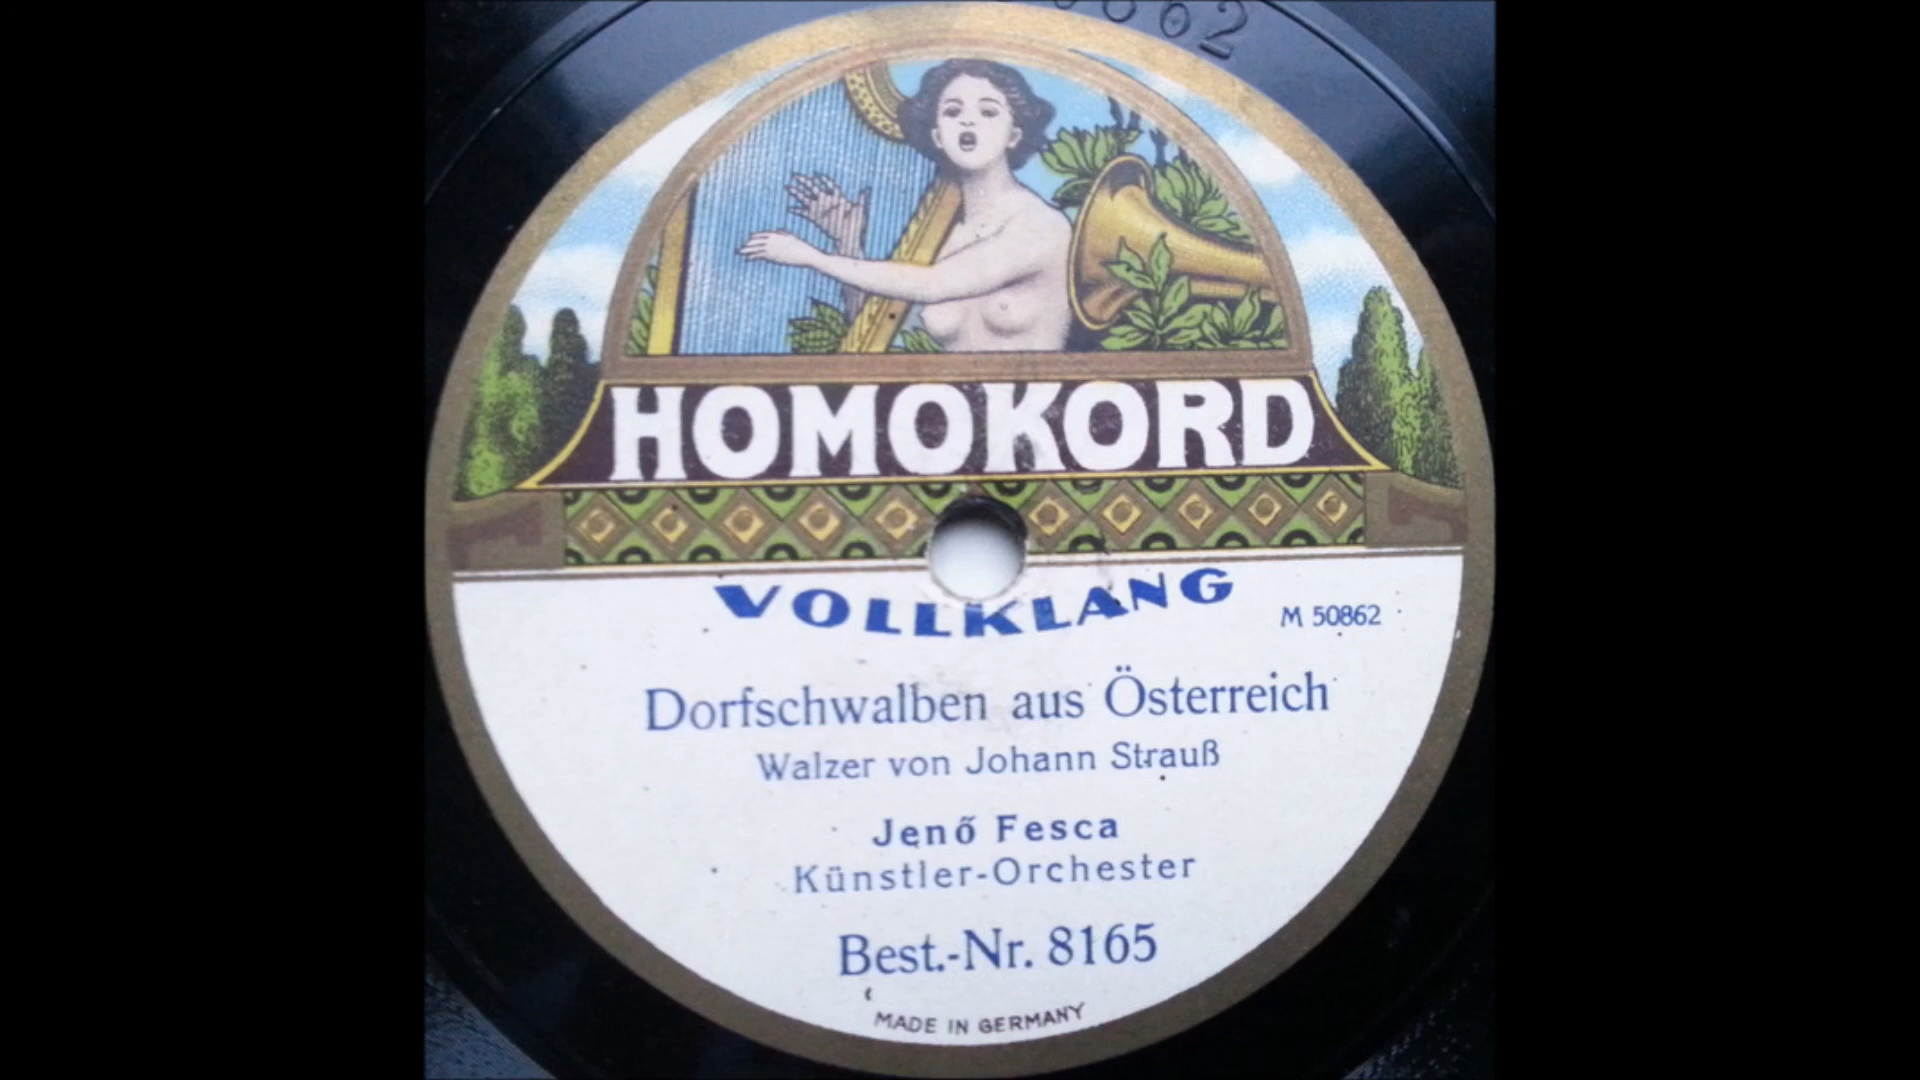 HOMOKORD
VOLLKLANG
M 50862
Dorfschwalben aus Österreich
Walzer von Johann Strauß
Jenő Fesca
Künstler-Orchester
Best.-Nr. 8165
MADE IN GERMANY